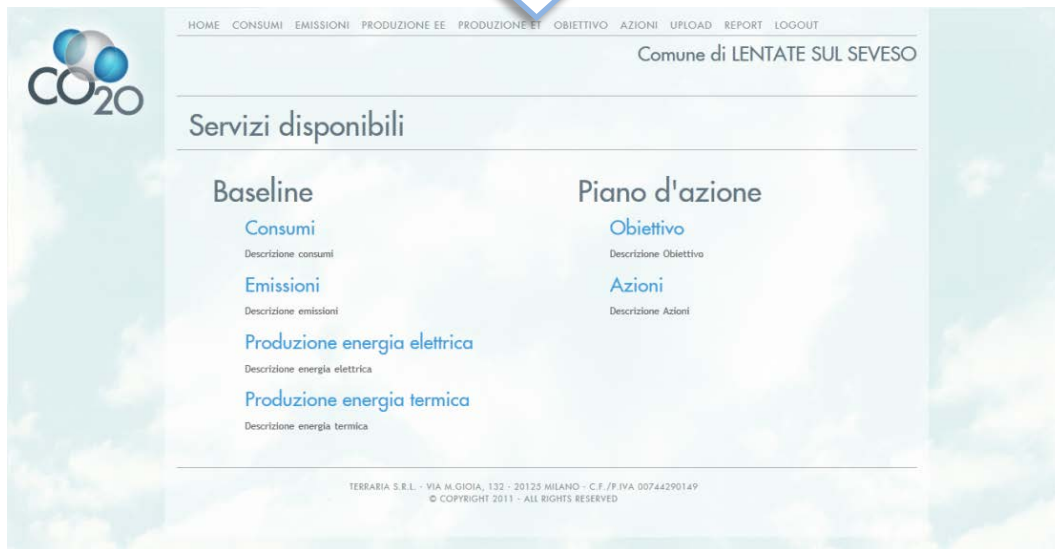 HOME CONSUMI EMISSIONI PRODUZIONE EE PRODUZIONE ET OBIETTIVO AZIONI UPLOAD REPORT LOGOUT
CO20
Comune di LENTATE SUL SEVESO
Servizi disponibili
Baseline
Consumi
Descrizione consumi
Emissioni
Descrizione emissioni
Produzione energia elettrica
Descrizione energia elettrica
Produzione energia termica
Descrizione energia termica
Piano d'azione
Obiettivo
Descrizione Obiettivo
Azioni
Descrizione Azioni
TERRARIA S.R.L. - VIA M.GIOIA, 132 - 20125 MILANO - C.F./P.IVA 00744290149
© COPYRIGHT 2011 - ALL RIGHTS RESERVED